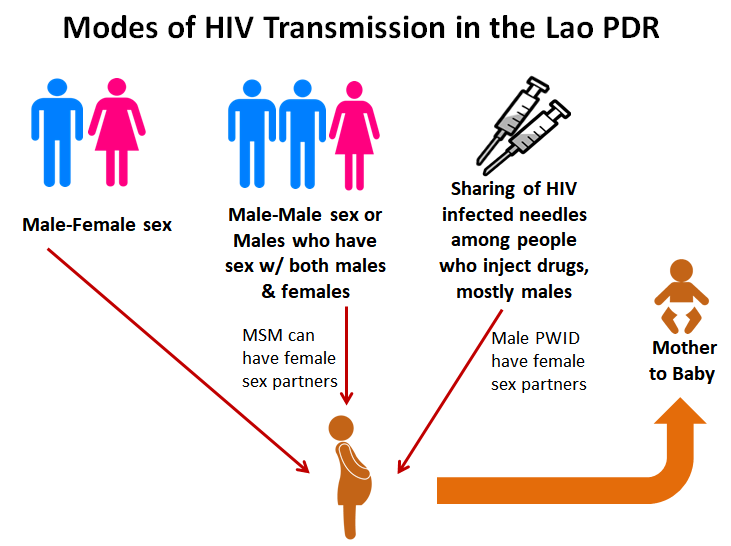 Modes of HIV Transmission in the Lao PDR
Male-Female sex
Male-Male sex or
Males who have
sex w/ both males
& females
Sharing of HIV
infected needles
among people
who inject drugs,
mostly males
MSM can
have female
sex partners
Male PWID
have female
sex partners
Mother
to Baby